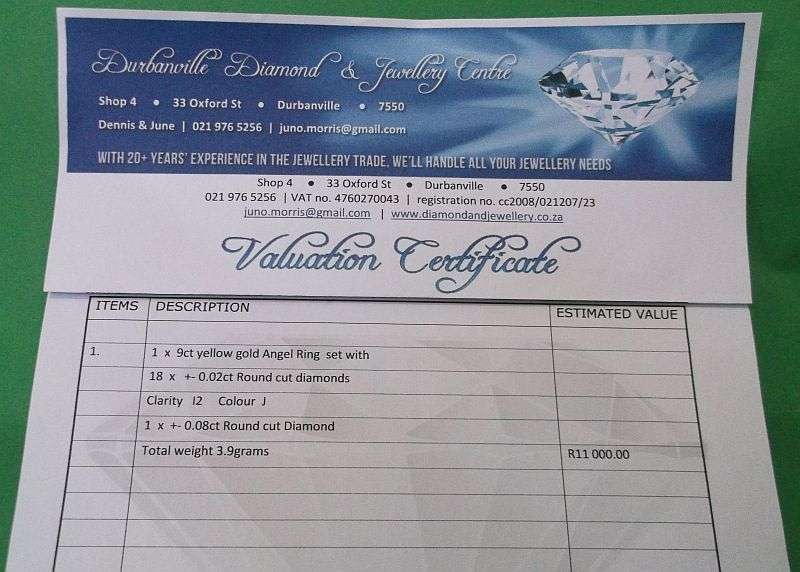 Durbanville Diamond & Jewellery Centre
Shop 4 • 33 Oxford St • Durbanville • 7550
Dennis & June | 021 976 5256 | juno.morris@gmail.com
WITH 20+ YEARS' EXPERIENCE IN THE JEWELLERY TRADE, WE'LL HANDLE ALL YOUR JEWELLERY NEEDS
Shop 4 • 33 Oxford St • Durbanville • 7550
021 976 5256 | VAT no. 4760270043 | registration no. cc2008/021207/23
juno.morris@gmail.com | www.diamondandjewellery.co.za
Valuation Certificate
ITEMS DESCRIPTION ESTIMATED VALUE
1. 1 x 9ct yellow gold Angel Ring set with
18 x +- 0.02ct Round cut diamonds
Clarity I2 Colour J
1 x +- 0.08ct Round cut Diamond
Total weight 3.9grams R11 000.00